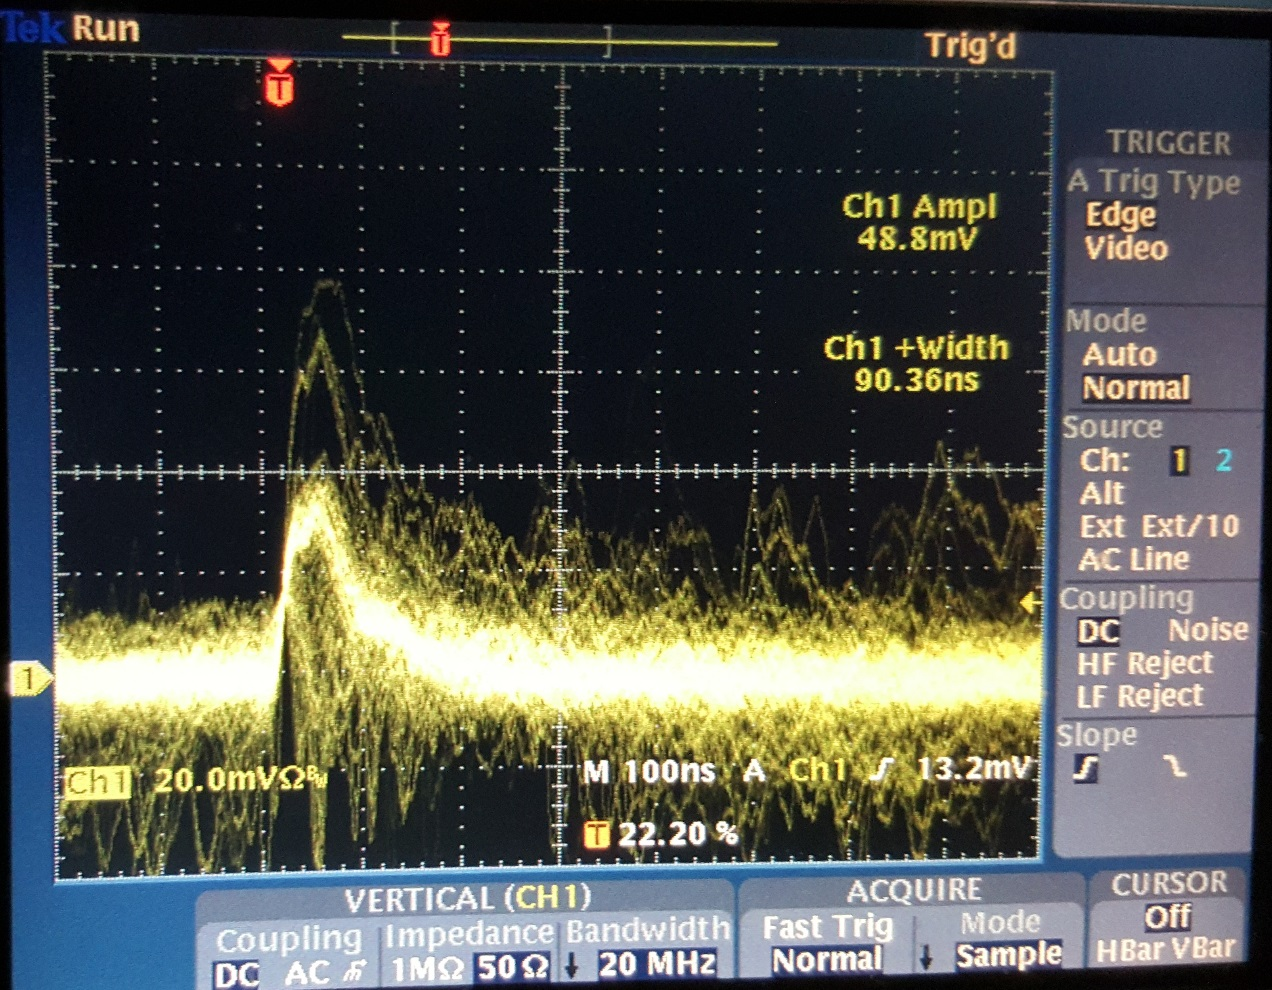 Tek Run
Trig'd
T
T
Ch1 Ampl
48.8mV
Ch1 +Width
90.36ns
1
Ch1 20.0mVΩBW
M 100ns A Ch1 13.2mV
T 22.20 %
TRIGGER
A Trig Type
Edge
Video
Mode
Auto
Normal
Source
Ch: 1 2
Alt
Ext Ext/10
AC Line
Coupling
DC Noise
HF Reject
LF Reject
Slope
VERTICAL (CH1)
Coupling Impedance Bandwidth
DC AC 1MΩ 50Ω 20 MHz
ACQUIRE
Fast Trig Mode
Normal Sample
CURSOR
Off
HBar VBar